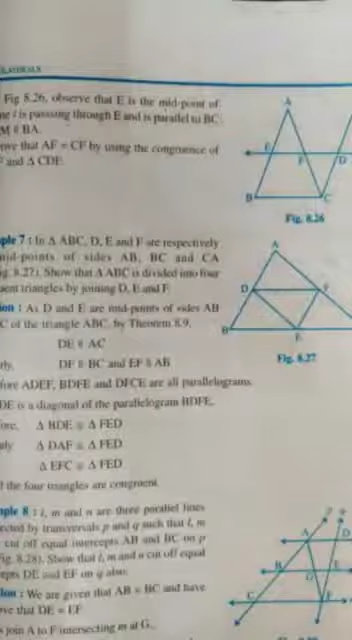 Fig 8.26, observe that E is the mid-point of
l is passing through E and is parallel to BC
M ∥ BA.
that AF = CF by using the congruence of
and Δ CDE.
A
E
F
D
B
C
Fig. 8.26
ple 7 : In Δ ABC, D, E and F are respectively
mid-points of sides AB, BC and CA
8.27). Show that Δ ABC is divided into four
triangles by joining D, E and F.
ion : As D and E are mid-points of sides AB
C of the triangle ABC, by Theorem 8.9,
DE ∥ AC
rly, DF ∥ BC and EF ∥ AB
A
D
F
B
E
Fig. 8.27
fore ADEF, BDFE and DFCE are all parallelograms.
DE is a diagonal of the parallelogram BDFE,
fore, Δ BDE ≅ Δ FED
Δ DAF ≅ Δ FED
Δ EFC ≅ Δ FED
the four triangles are congruent.
ple 8 : l, m and n are three parallel lines
ected by transversals p and q such that l, m
cut off equal intercepts AB and BC on p
8.28). Show that l, m and n cut off equal
epts DE and EF on q also.
ion : We are given that AB = BC and have
ve that DE = EF.
join A to F intersecting m at G..
p
q
A
D
B
E
G
C
F